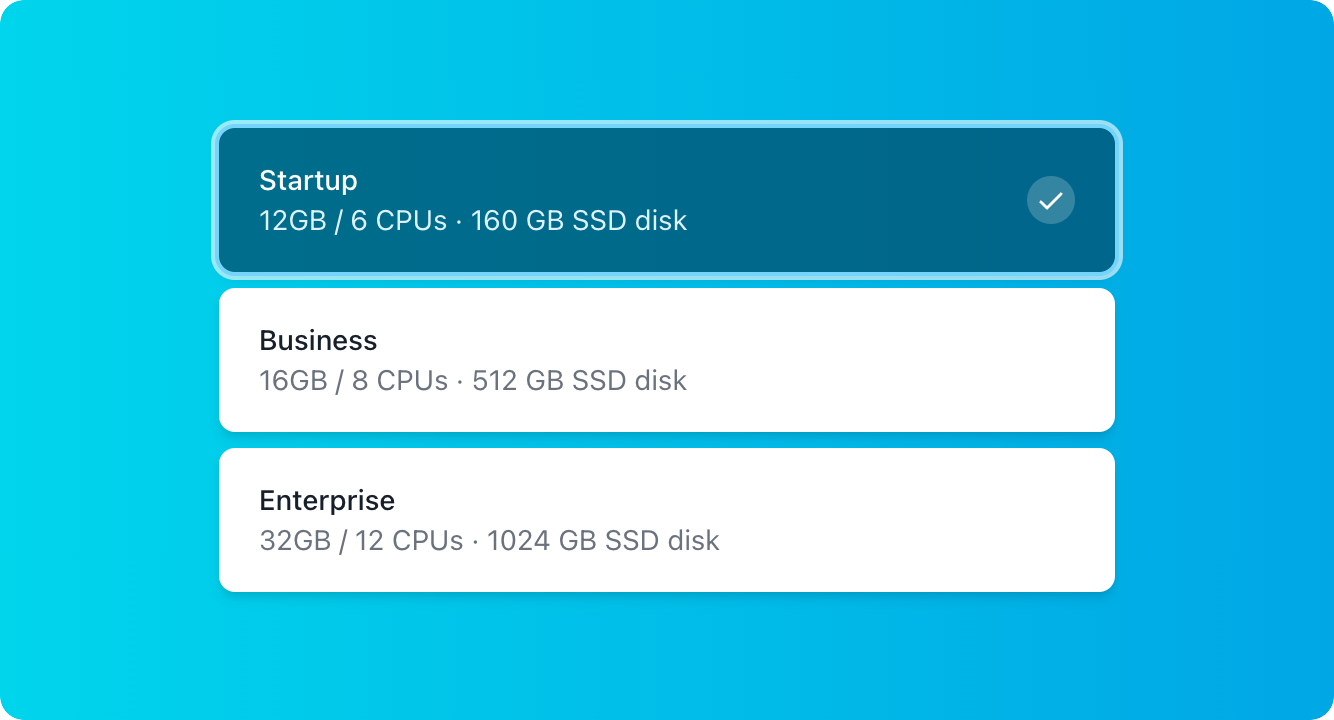 Startup
12GB / 6 CPUs · 160 GB SSD disk
Business
16GB / 8 CPUs · 512 GB SSD disk
Enterprise
32GB / 12 CPUs · 1024 GB SSD disk